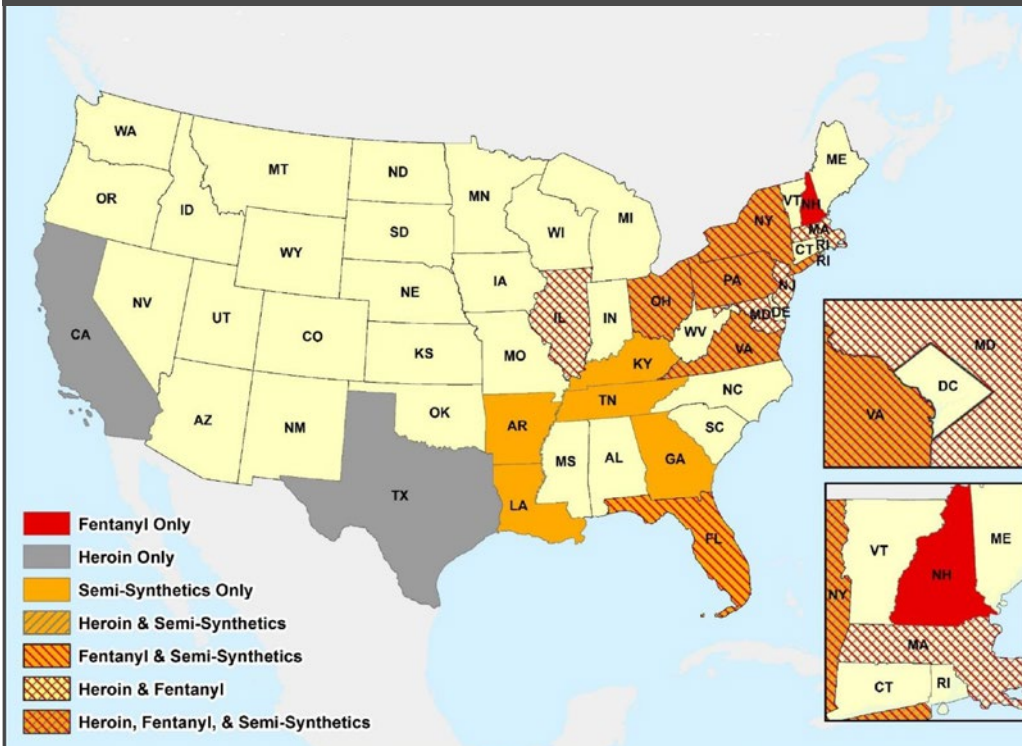 WA
MT
ND
MN
ME
OR
ID
SD
WI
MI
NY
VT
NH
MA
WY
CT
RI
RI
IA
PA
NJ
NE
NV
UT
IL
IN
OH
MD
DE
CA
CO
WV
KS
MO
VA
KY
NC
TN
OK
AZ
NM
AR
SC
MS
AL
GA
TX
LA
FL
MD
DC
VA
VT
ME
NH
NY
MA
CT
RI
Fentanyl Only
Heroin Only
Semi-Synthetics Only
Heroin & Semi-Synthetics
Fentanyl & Semi-Synthetics
Heroin & Fentanyl
Heroin, Fentanyl, & Semi-Synthetics